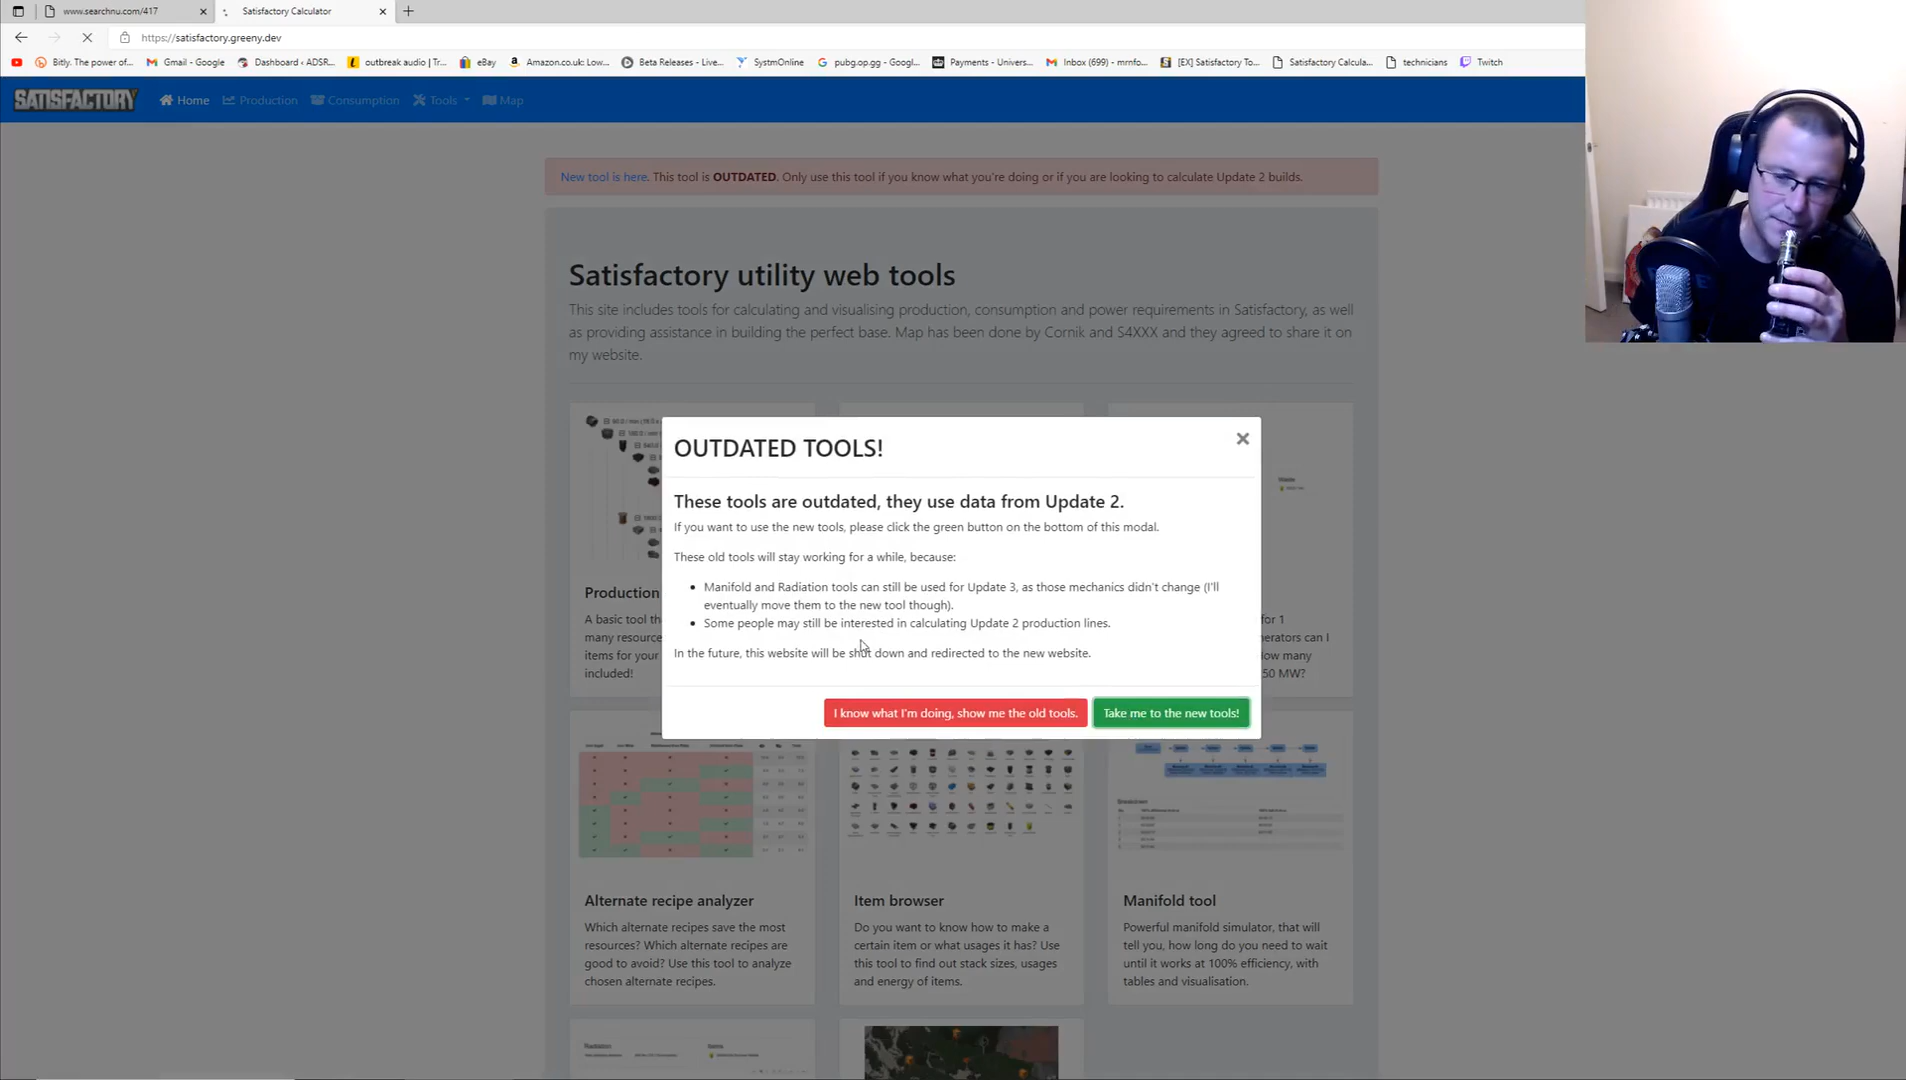 www.searchnu.com/417
Satisfactory Calculator
https://satisfactory.greeny.dev
Bitly. The power of...
Gmail - Google
Dashboard ‹ ADSR...
outbreak audio | Tr...
eBay
Amazon.co.uk: Low...
Beta Releases - Live...
SystmOnline
pubg.op.gg - Googl...
Payments - Univers...
Inbox (699) - mrnfo...
[EX] Satisfactory To...
Satisfactory Calcula...
technicians
Twitch
SATISFACTORY
Home
Production
Consumption
Tools
Map
New tool is here. This tool is OUTDATED. Only use this tool if you know what you're doing or if you are looking to calculate Update 2 builds.
Satisfactory utility web tools
This site includes tools for calculating and visualising production, consumption and power requirements in Satisfactory, as well
as providing assistance in building the perfect base. Map has been done by Cornik and S4XXX and they agreed to share it on
my website.
OUTDATED TOOLS!
These tools are outdated, they use data from Update 2.
If you want to use the new tools, please click the green button on the bottom of this modal.
These old tools will stay working for a while, because:
Manifold and Radiation tools can still be used for Update 3, as those mechanics didn't change (I'll
eventually move them to the new tool though).
Some people may still be interested in calculating Update 2 production lines.
In the future, this website will be shut down and redirected to the new website.
I know what I'm doing, show me the old tools.
Take me to the new tools!
Production
A basic tool tha
many resource
items for your
included!
for 1
nerators can I
How many
50 MW?
Alternate recipe analyzer
Which alternate recipes save the most
resources? Which alternate recipes are
good to avoid? Use this tool to analyze
chosen alternate recipes.
Item browser
Do you want to know how to make a
certain item or what usages it has? Use
this tool to find out stack sizes, usages
and energy of items.
Manifold tool
Powerful manifold simulator, that will
tell you, how long do you need to wait
until it works at 100% efficiency, with
tables and visualisation.
Breakdown
Radiation
Items